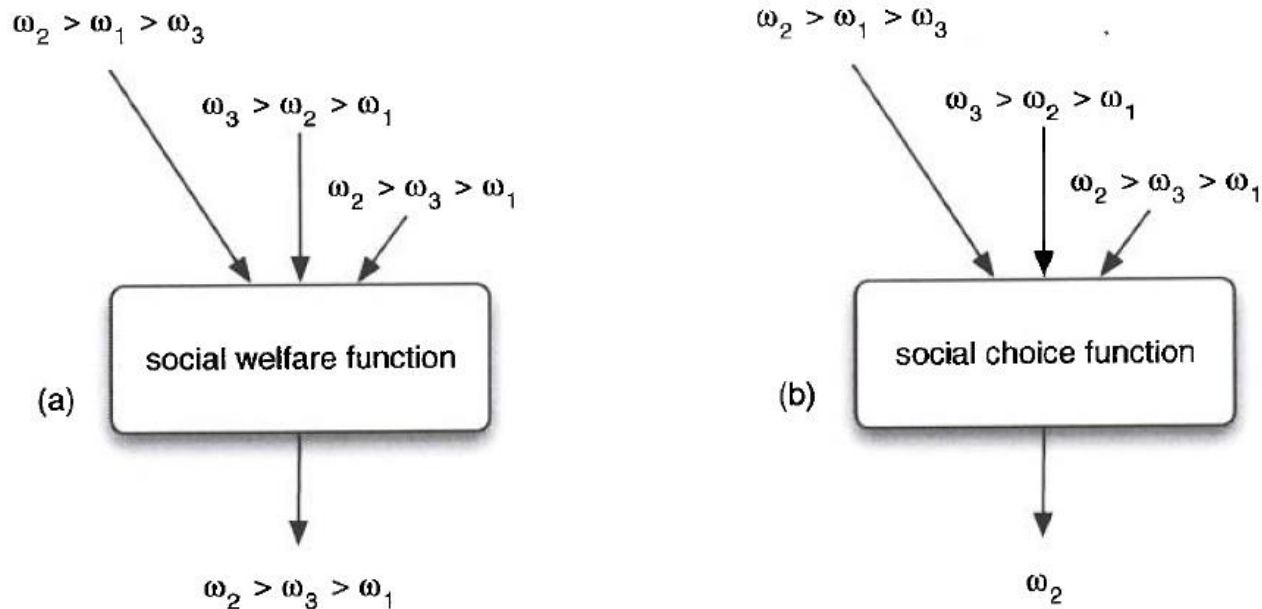 ω₂ > ω₁ > ω₃
ω₃ > ω₂ > ω₁
ω₂ > ω₃ > ω₁
social welfare function
(a)
ω₂ > ω₃ > ω₁
ω₂ > ω₁ > ω₃
ω₃ > ω₂ > ω₁
ω₂ > ω₃ > ω₁
social choice function
(b)
ω₂